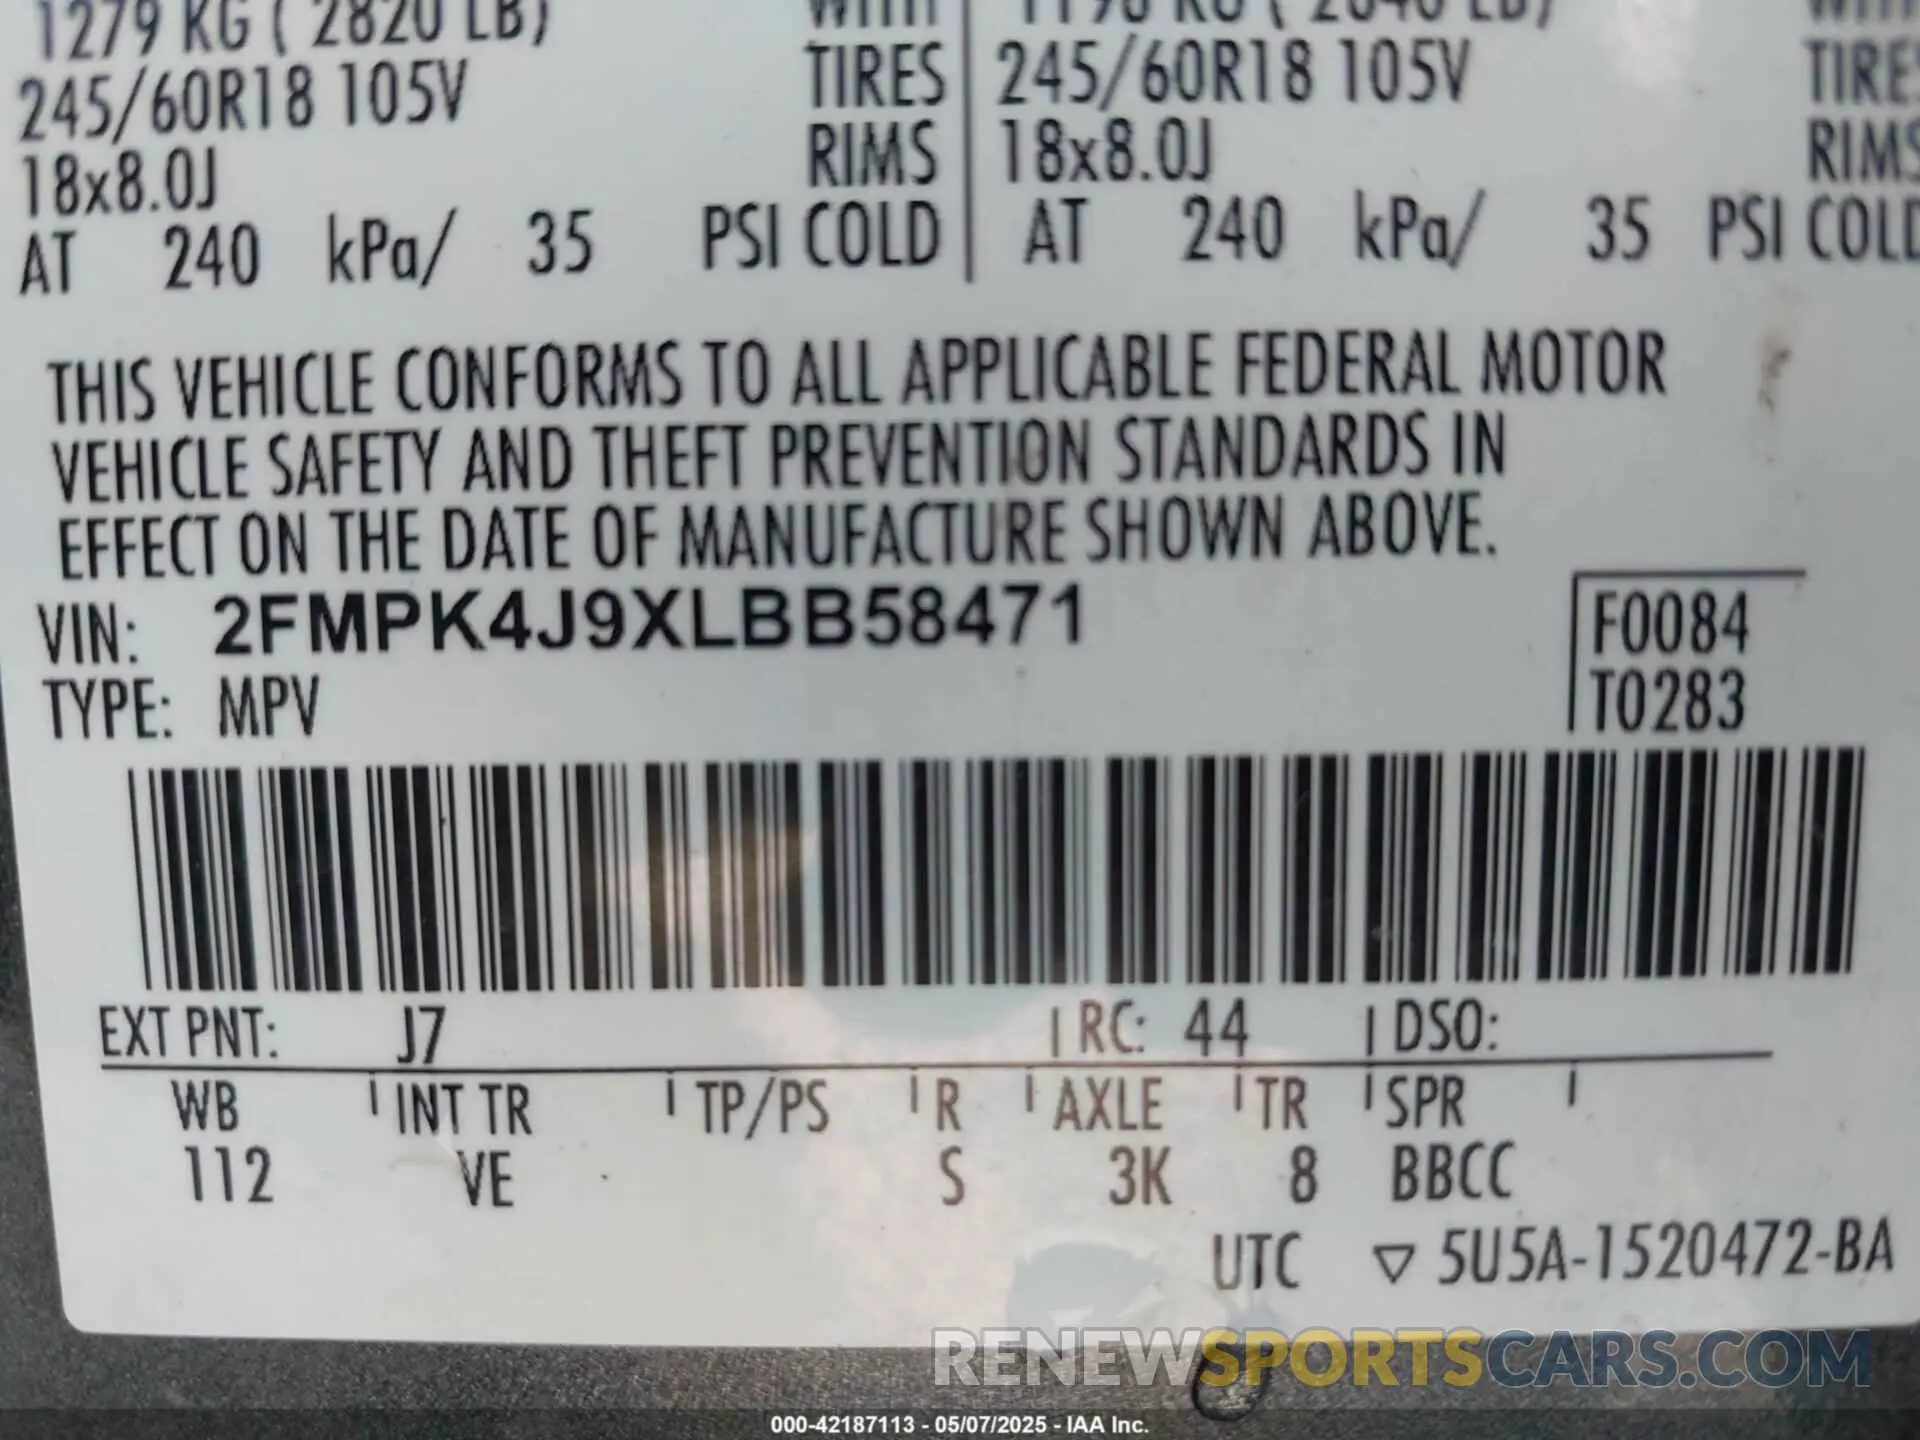 1279 KG ( 2820 LB) WITH
245/60R18 105V TIRES 245/60R18 105V TIRES
18x8.0J RIMS 18x8.0J RIMS
AT 240 kPa/ 35 PSI COLD AT 240 kPa/ 35 PSI COLD
THIS VEHICLE CONFORMS TO ALL APPLICABLE FEDERAL MOTOR
VEHICLE SAFETY AND THEFT PREVENTION STANDARDS IN
EFFECT ON THE DATE OF MANUFACTURE SHOWN ABOVE.
VIN: 2FMPK4J9XLBB58471 F0084
TYPE: MPV T0283
EXT PNT: J7 RC: 44 DSO:
WB INT TR TP/PS R AXLE TR SPR
112 VE S 3K 8 BBCC
UTC ▽ 5U5A-1520472-BA
RENEWSPORTSCARS.COM
000-42187113 - 05/07/2025 - IAA Inc.